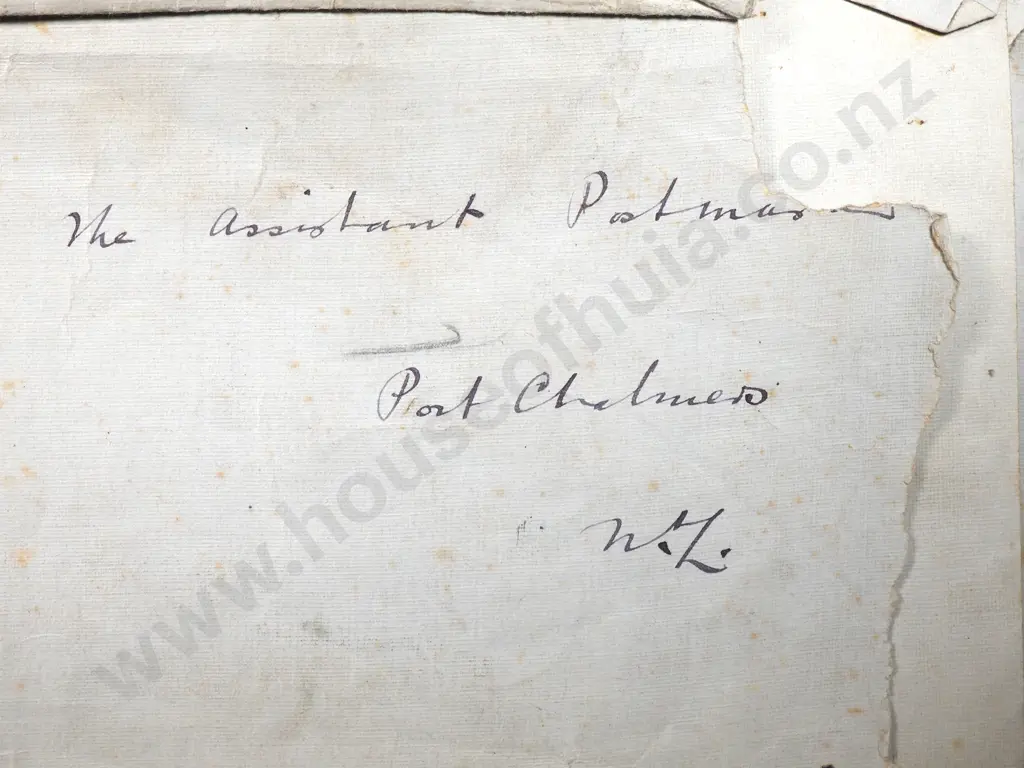 The Assistant Postmas
Port Chalmers
N.Z.
www.houseofhuia.co.nz